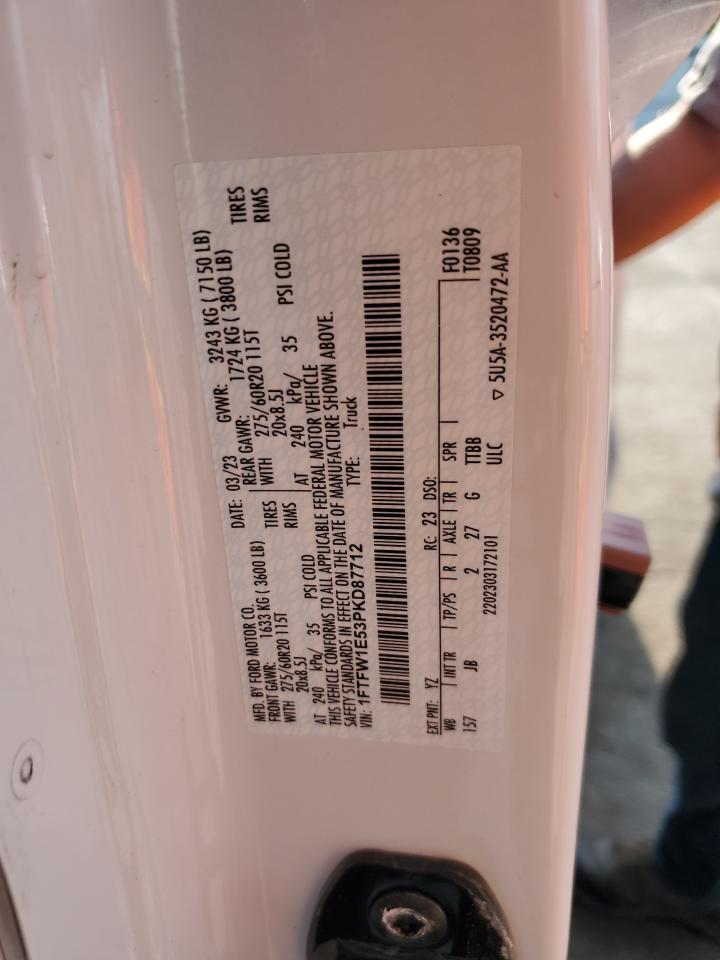 MFD. BY FORD MOTOR CO. DATE: 03/23 GVWR: 3243 KG ( 7150 LB)
FRONT GAWR: 1633 KG ( 3600 LB) REAR GAWR: 1724 KG ( 3800 LB)
WITH 275/60R20 115T TIRES WITH 275/60R20 115T TIRES
20x8.5J RIMS 20x8.5J RIMS
AT 240 kPa/ 35 PSI COLD AT 240 kPa/ 35 PSI COLD
THIS VEHICLE CONFORMS TO ALL APPLICABLE FEDERAL MOTOR VEHICLE
SAFETY STANDARDS IN EFFECT ON THE DATE OF MANUFACTURE SHOWN ABOVE.
VIN: 1FTFW1E53PKD87712 TYPE: Truck
EXT PNT: YZ RC: 23 DSO: F0136
WB INT TR TP/PS R AXLE TR SPR T0809
157 JB 2 27 G TTBB
2202303172101 ULC ▽ 5U5A-3520472-AA